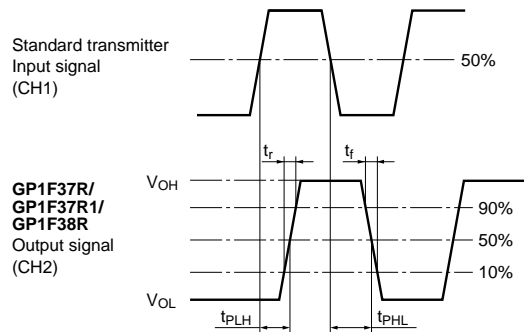 Standard transmitter
Input signal
(CH1)
50%
tr
tf
VOH
GP1F37R/
GP1F37R1/
GP1F38R
Output signal
(CH2)
90%
50%
10%
VOL
tPLH
tPHL